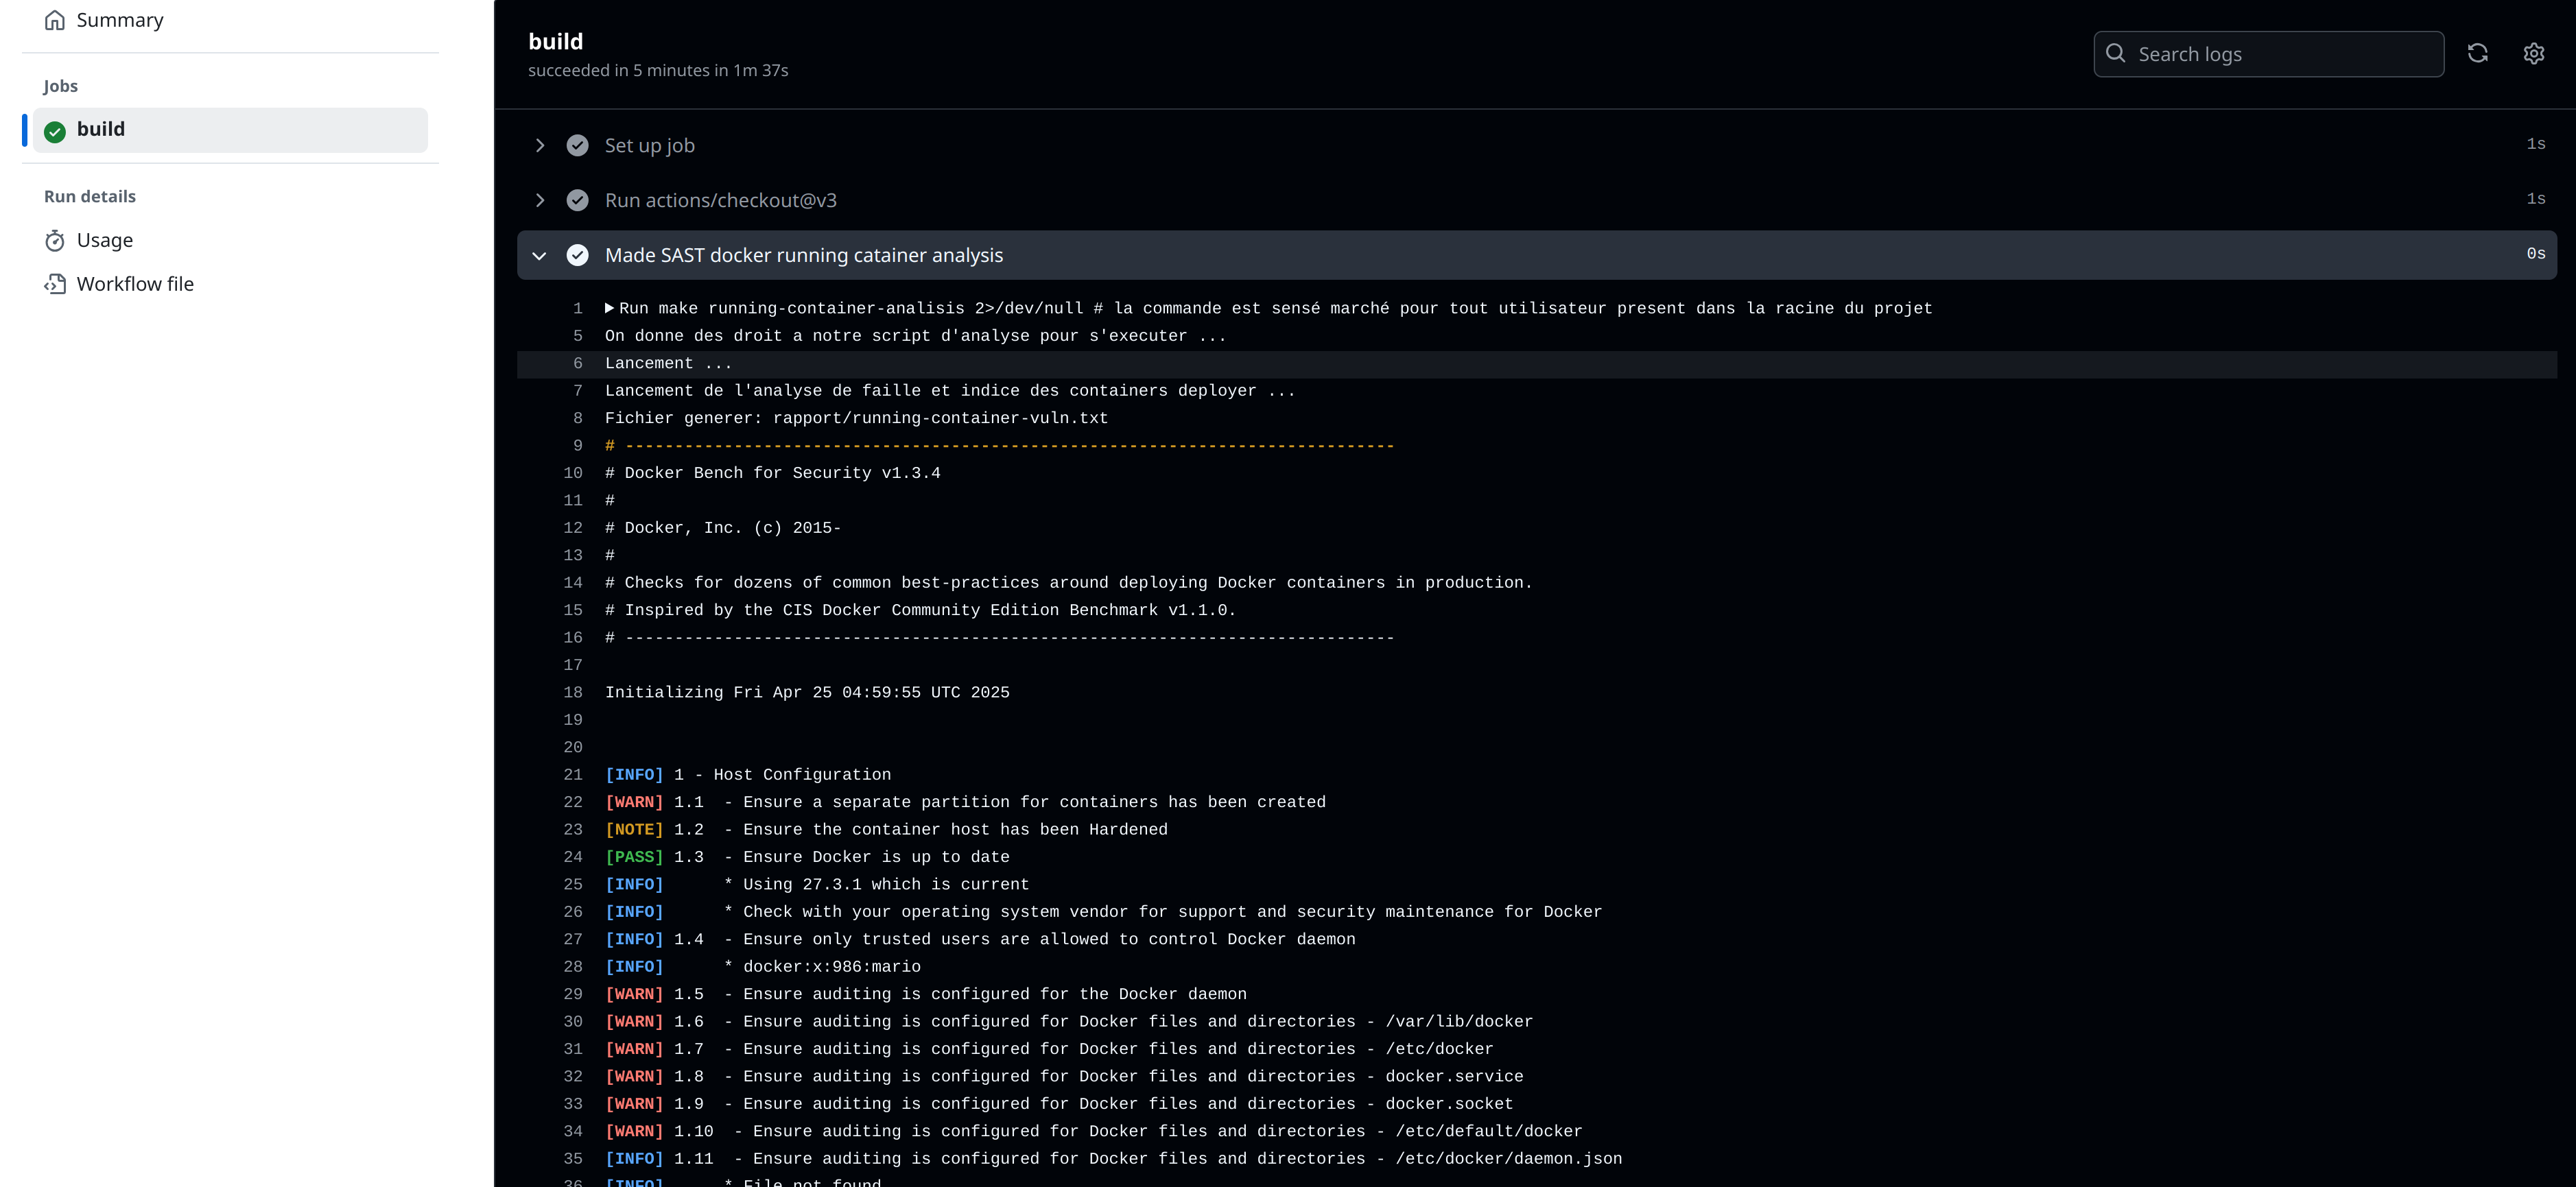 Summary
Jobs
build
Run details
Usage
Workflow file
build
succeeded in 5 minutes in 1m 37s
Search logs
Set up job 1s
Run actions/checkout@v3 1s
Made SAST docker running catainer analysis 0s
1 Run make running-container-analisis 2>/dev/null # la commande est sensé marché pour tout utilisateur present dans la racine du projet
5 On donne des droit a notre script d'analyse pour s'executer ...
6 Lancement ...
7 Lancement de l'analyse de faille et indice des containers deployer ...
8 Fichier generer: rapport/running-container-vuln.txt
9 # ------------------------------------------------------------------------------
10 # Docker Bench for Security v1.3.4
11 #
12 # Docker, Inc. (c) 2015-
13 #
14 # Checks for dozens of common best-practices around deploying Docker containers in production.
15 # Inspired by the CIS Docker Community Edition Benchmark v1.1.0.
16 # ------------------------------------------------------------------------------
17
18 Initializing Fri Apr 25 04:59:55 UTC 2025
19
20
21 [INFO] 1 - Host Configuration
22 [WARN] 1.1  - Ensure a separate partition for containers has been created
23 [NOTE] 1.2  - Ensure the container host has been Hardened
24 [PASS] 1.3  - Ensure Docker is up to date
25 [INFO]      * Using 27.3.1 which is current
26 [INFO]      * Check with your operating system vendor for support and security maintenance for Docker
27 [INFO] 1.4  - Ensure only trusted users are allowed to control Docker daemon
28 [INFO]      * docker:x:986:mario
29 [WARN] 1.5  - Ensure auditing is configured for the Docker daemon
30 [WARN] 1.6  - Ensure auditing is configured for Docker files and directories - /var/lib/docker
31 [WARN] 1.7  - Ensure auditing is configured for Docker files and directories - /etc/docker
32 [WARN] 1.8  - Ensure auditing is configured for Docker files and directories - docker.service
33 [WARN] 1.9  - Ensure auditing is configured for Docker files and directories - docker.socket
34 [WARN] 1.10  - Ensure auditing is configured for Docker files and directories - /etc/default/docker
35 [INFO] 1.11  - Ensure auditing is configured for Docker files and directories - /etc/docker/daemon.json
36 [INFO]      * File not found